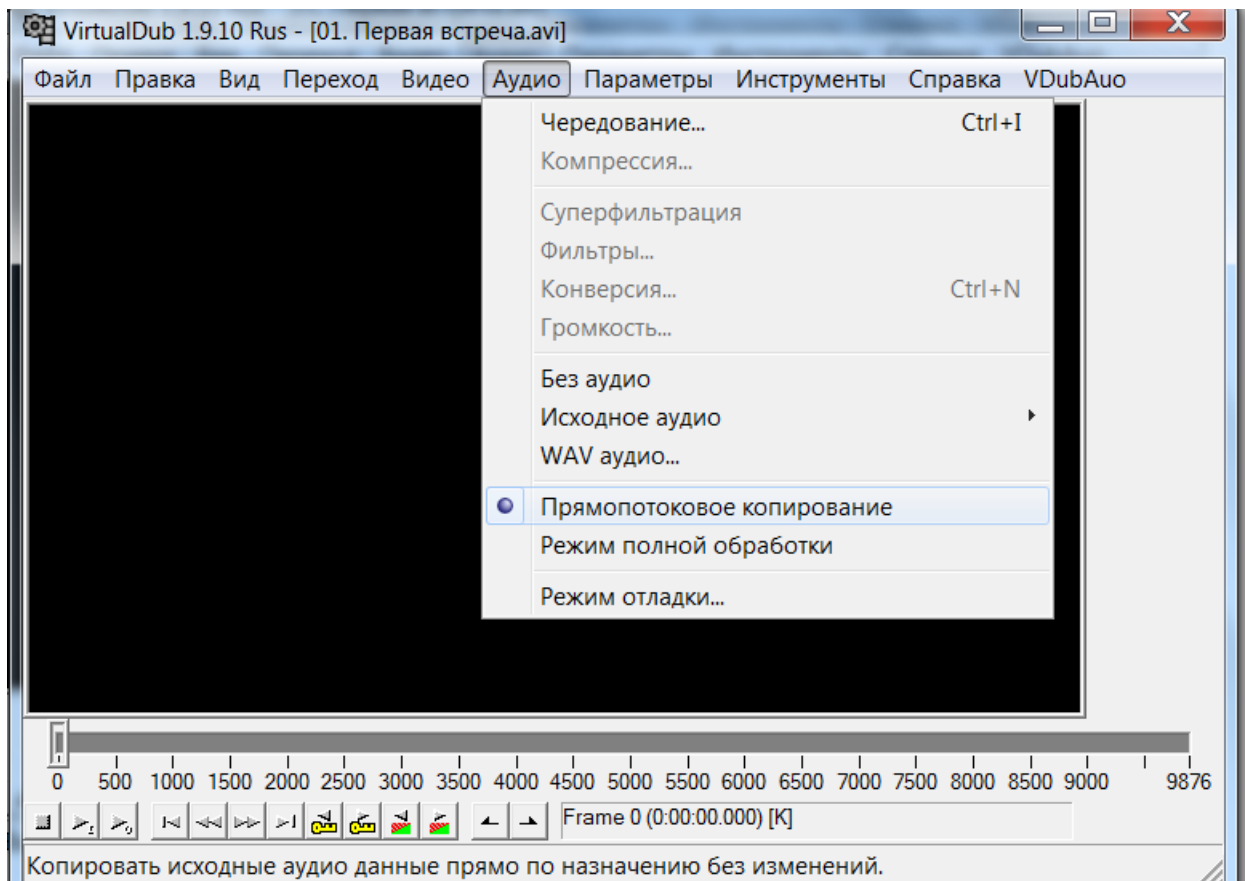 VirtualDub 1.9.10 Rus - [01. Первая встреча.avi]
Файл Правка Вид Переход Видео Аудио Параметры Инструменты Справка VDubAuo
Чередование... Ctrl+I
Компрессия...
Суперфильтрация
Фильтры...
Конверсия... Ctrl+N
Громкость...
Без аудио
Исходное аудио
WAV аудио...
Прямопотоковое копирование
Режим полной обработки
Режим отладки...
0 500 1000 1500 2000 2500 3000 3500 4000 4500 5000 5500 6000 6500 7000 7500 8000 8500 9000 9876
Frame 0 (0:00:00.000) [K]
Копировать исходные аудио данные прямо по назначению без изменений.